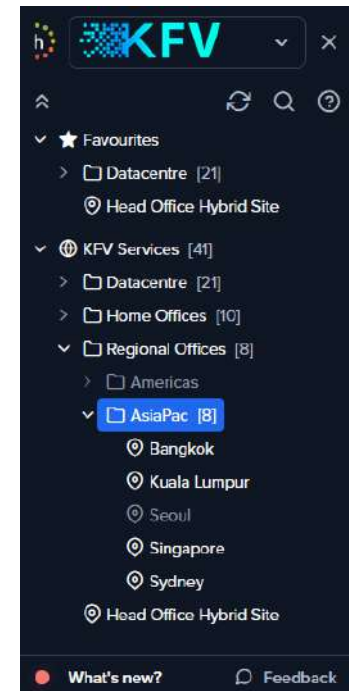 h
KFV
Favourites
Datacentre [21]
Head Office Hybrid Site
KFV Services [41]
Datacentre [21]
Home Offices [10]
Regional Offices [8]
Americas
AsiaPac [8]
Bangkok
Kuala Lumpur
Seoul
Singapore
Sydney
Head Office Hybrid Site
What's new? Feedback